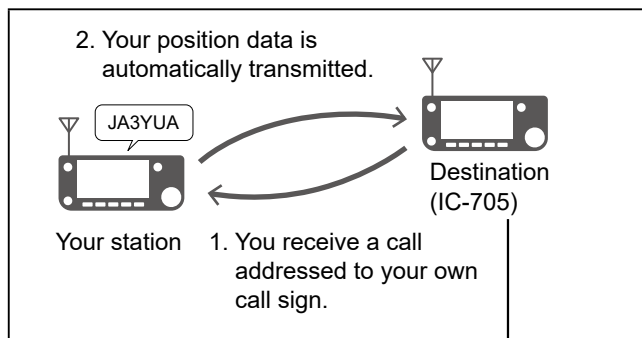 2. Your position data is
automatically transmitted.
JA3YUA
Destination
(IC-705)
Your station
1. You receive a call
addressed to your own
call sign.